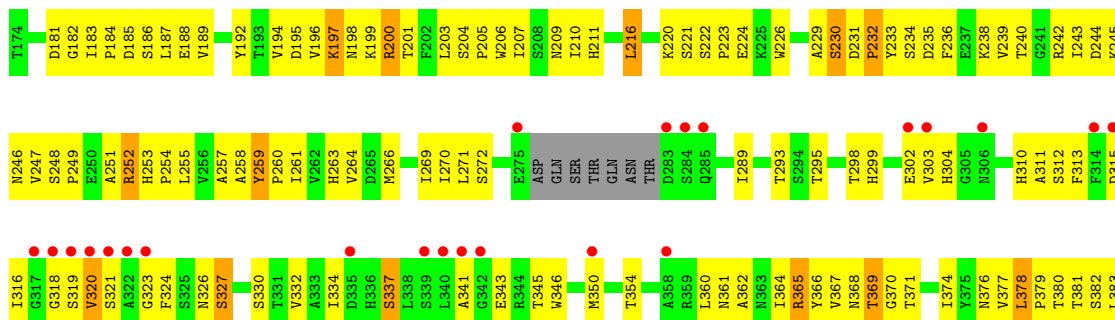 T174 D181 G182 I183 P184 D185 S186 L187 E188 V189 Y192 T193 V194 D195 V196 K197 N198 K199 R200 T201 F202 L203 S204 P205 W206 I207 S208 N209 I210 H211 L216 K220 S221 S222 P223 E224 K225 W226 A229 S230 D231 P232 Y233 S234 D235 F236 E237 K238 V239 T240 G241 R242 I243 D244 K245
N246 V247 S248 P249 E250 A251 R252 H253 P254 L255 V256 A257 A258 Y259 P260 I261 V262 H263 V264 D265 M266 I269 I270 L271 S272 E275 ASP GLN SER THR GLN ASN THR D283 S284 Q285 I289 T293 S294 T295 T298 H299 E302 V303 H304 G305 N306 H310 A311 S312 F313 F314 D315
I316 G317 G318 S319 V320 S321 A322 G323 F324 S325 N326 S327 S330 T331 V332 A333 I334 D335 H336 S337 L338 S339 L340 A341 G342 E343 R344 T345 W346 M350 T354 A358 R359 L360 N361 A362 N363 I364 R365 Y366 V367 N368 T369 G370 T371 I374 Y375 N376 V377 L378 P379 T380 T381 S382 L383